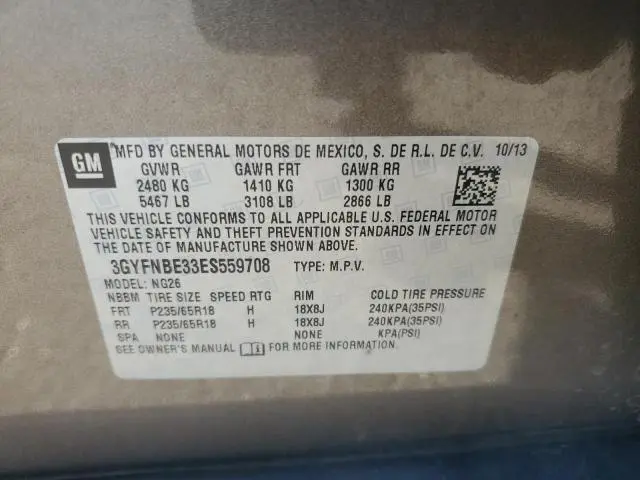 GM
MFD BY GENERAL MOTORS DE MEXICO, S. DE R.L. DE C.V. 10/13
GVWR GAWR FRT GAWR RR
2480 KG 1410 KG 1300 KG
5467 LB 3108 LB 2866 LB
THIS VEHICLE CONFORMS TO ALL APPLICABLE U.S. FEDERAL MOTOR
VEHICLE SAFETY AND THEFT PREVENTION STANDARDS IN EFFECT ON
THE DATE OF MANUFACTURE SHOWN ABOVE.
3GYFNBE33ES559708 TYPE: M.P.V.
MODEL: NG26
NBBM TIRE SIZE SPEED RTG RIM COLD TIRE PRESSURE
FRT P235/65R18 H 18X8J 240KPA(35PSI)
RR P235/65R18 H 18X8J 240KPA(35PSI)
SPA NONE NONE KPA(PSI)
SEE OWNER'S MANUAL FOR MORE INFORMATION.